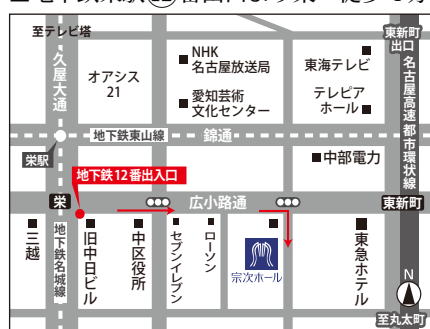 至テレビ塔
東新町
出口
久屋大通
オアシス
21
NHK
名古屋放送局
愛知芸術
文化センター
東海テレビ
テレピア
ホール
名古屋高速都市環状線
地下鉄東山線
錦通
栄駅
中部電力
地下鉄12番出入口
栄
広小路通
東新町
三越
地下鉄名城線
旧中日ビル
中区役所
セブンイレブン
ローソン
宗次ホール
東急ホテル
N
至丸太町